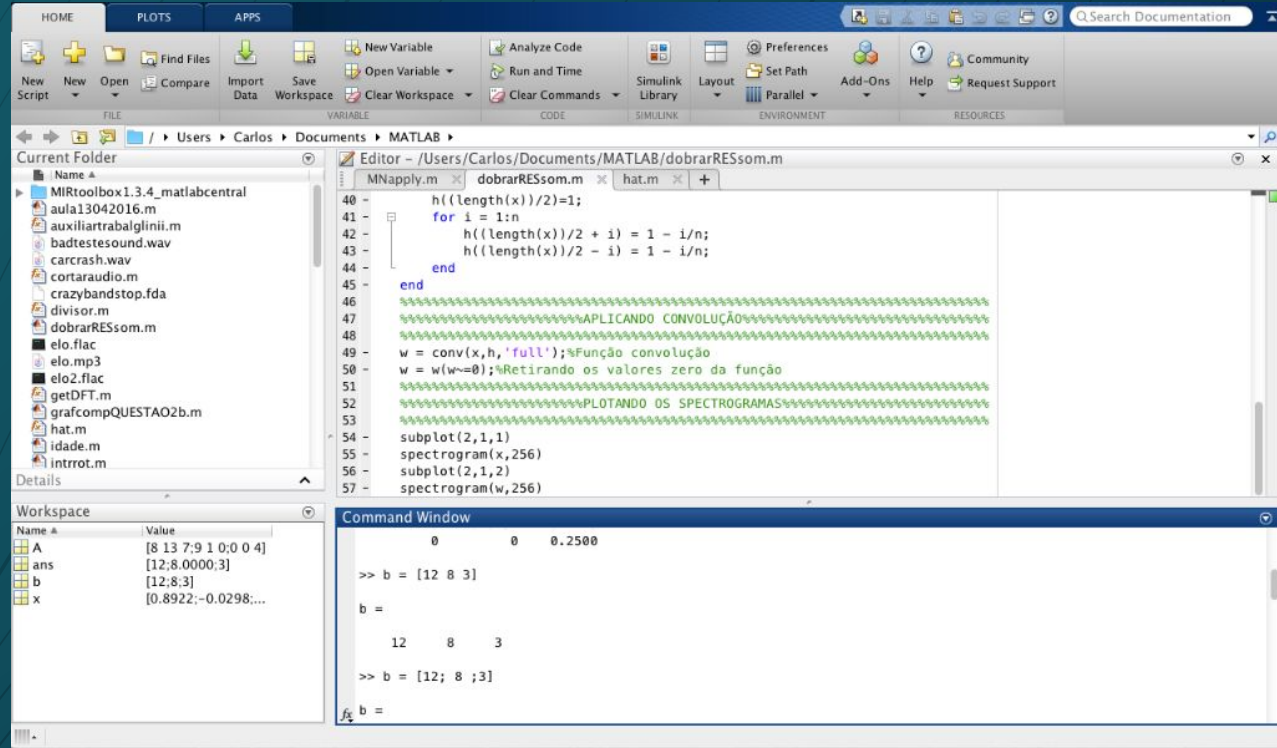 HOME PLOTS APPS
Search Documentation
New Script
New
Open
Find Files
Compare
Import Data
Save Workspace
New Variable
Open Variable
Clear Workspace
Analyze Code
Run and Time
Clear Commands
Simulink Library
Layout
Preferences
Set Path
Parallel
Add-Ons
Help
Community
Request Support
FILE VARIABLE CODE SIMULINK ENVIRONMENT RESOURCES
/ Users Carlos Documents MATLAB
Current Folder
Name
MIRtoolbox1.3.4_matlabcentral
aula13042016.m
auxiliartrabalglinii.m
badtestesound.wav
carcrash.wav
cortaraudio.m
crazybandstop.fda
divisor.m
dobrarRESsom.m
elo.flac
elo.mp3
elo2.flac
getDFT.m
grafcompQUESTAO2b.m
hat.m
idade.m
intrrot.m
Details
Workspace
Name Value
A [8 13 7;9 1 0;0 0 4]
ans [12;8.0000;3]
b [12;8;3]
x [0.8922;-0.0298;...
Editor - /Users/Carlos/Documents/MATLAB/dobrarRESsom.m
MNapply.m dobrarRESsom.m hat.m +
40 - h((length(x))/2)=1;
41 - for i = 1:n
42 - h((length(x))/2 + i) = 1 - i/n;
43 - h((length(x))/2 - i) = 1 - i/n;
44 - end
45 - end
46 %%%%%%%%%%%%%%%%%%%%%%%%%%%%%%%%%%%%%%%%%%%%%%%%%%%%%%%%%%%%%%%%%%%%%%%%%%
47 %%%%%%%%%%%%%%%%%%%%%%%APLICANDO CONVOLUÇÃO%%%%%%%%%%%%%%%%%%%%%%%%%%%%%%
48 %%%%%%%%%%%%%%%%%%%%%%%%%%%%%%%%%%%%%%%%%%%%%%%%%%%%%%%%%%%%%%%%%%%%%%%%%%
49 - w = conv(x,h,'full');%Função convolução
50 - w = w(w~=0);%Retirando os valores zero da função
51 %%%%%%%%%%%%%%%%%%%%%%%%%%%%%%%%%%%%%%%%%%%%%%%%%%%%%%%%%%%%%%%%%%%%%%%%%%
52 %%%%%%%%%%%%%%%%%%%%%%%PLOTANDO OS SPECTROGRAMAS%%%%%%%%%%%%%%%%%%%%%%%%%%
53 %%%%%%%%%%%%%%%%%%%%%%%%%%%%%%%%%%%%%%%%%%%%%%%%%%%%%%%%%%%%%%%%%%%%%%%%%%
54 - subplot(2,1,1)
55 - spectrogram(x,256)
56 - subplot(2,1,2)
57 - spectrogram(w,256)
Command Window
0 0 0.2500
>> b = [12 8 3]
b =
12 8 3
>> b = [12; 8 ;3]
fx b =